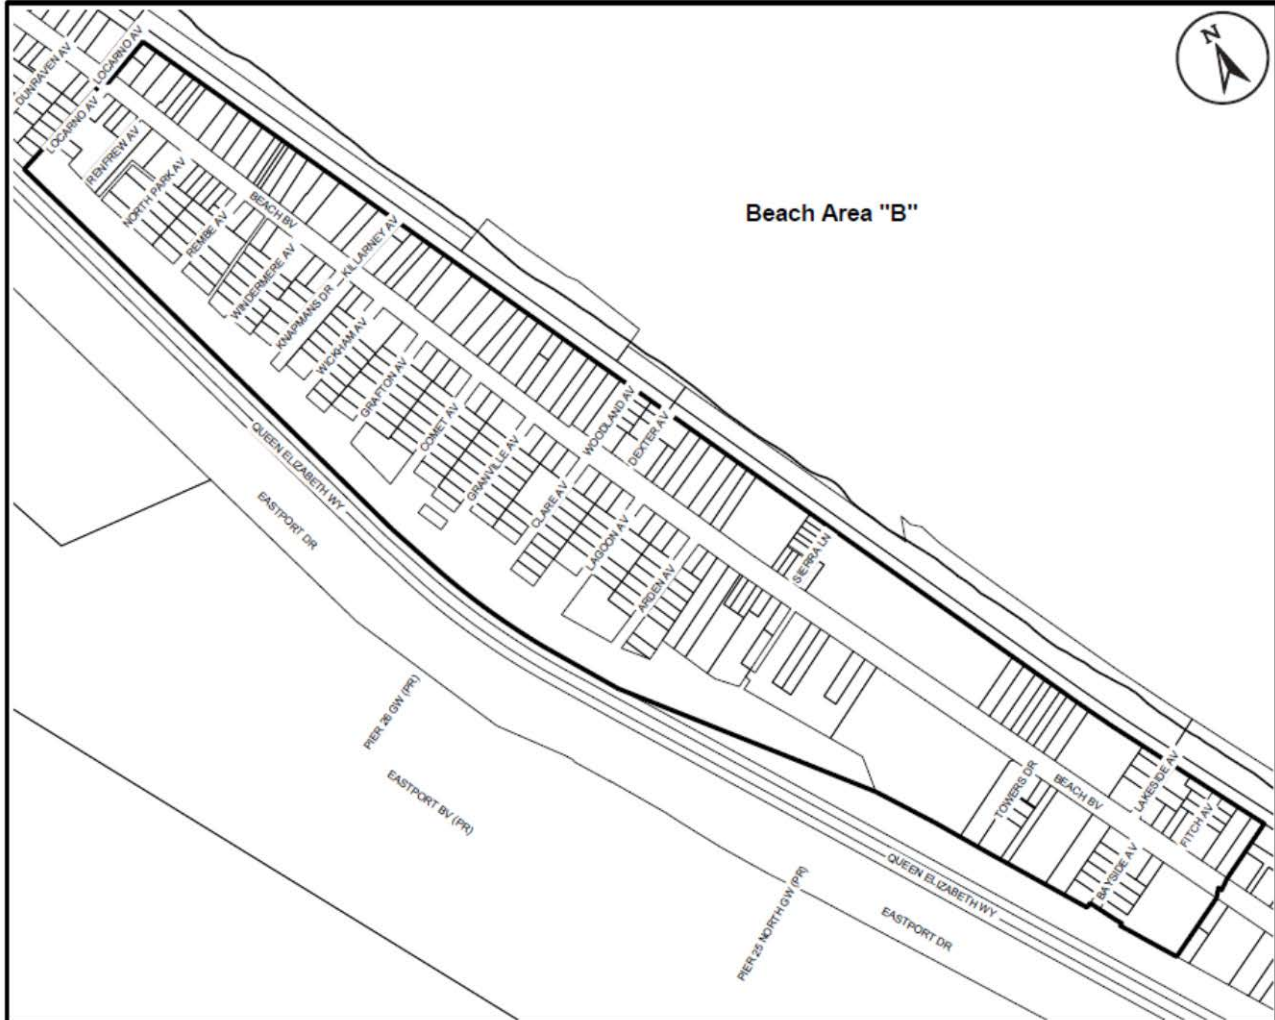 N
DUNRAVEN AV
LOCARNO AV
LOCARNO AV
RENFREW AV
NORTH PARK AV
REMBE AV
BEACH BV
WINDERMERE AV
KILLARNEY AV
KNAPMANS DR
WICKHAM AV
Beach Area "B"
GRAFTON AV
COMET AV
GRANVILLE AV
WOODLAND AV
DEXTER AV
CLARE AV
LAGOON AV
ARDEN AV
SIERRA LN
QUEEN ELIZABETH WY
EASTPORT DR
PIER 26 GW (PR)
EASTPORT BV (PR)
TOWERS DR
BEACH BV
LAKESIDE AV
FITCH AV
BAYSIDE AV
QUEEN ELIZABETH WY
EASTPORT DR
PIER 25 NORTH GW (PR)